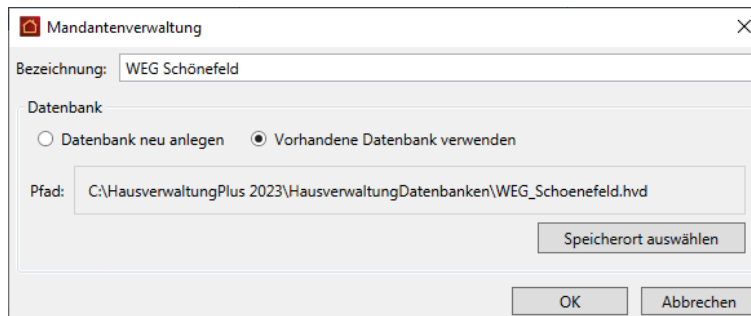 Mandantenverwaltung
Bezeichnung: WEG Schönefeld
Datenbank
Datenbank neu anlegen Vorhandene Datenbank verwenden
Pfad: C:\HausverwaltungPlus 2023\HausverwaltungDatenbanken\WEG_Schoenefeld.hvd
Speicherort auswählen
OK Abbrechen